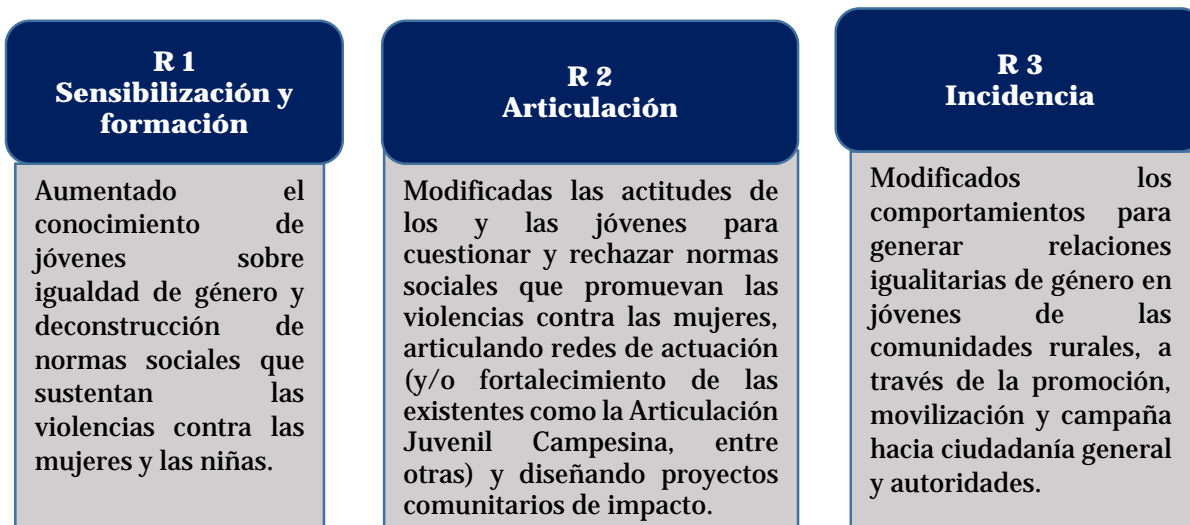 R 1
Sensibilización y
formación
Aumentado el
conocimiento de
jóvenes sobre
igualdad de género y
deconstrucción de
normas sociales que
sustentan las
violencias contra las
mujeres y las niñas.
R 2
Articulación
Modificadas las actitudes de
los y las jóvenes para
cuestionar y rechazar normas
sociales que promuevan las
violencias contra las mujeres,
articulando redes de actuación
(y/o fortalecimiento de las
existentes como la Articulación
Juvenil Campesina, entre
otras) y diseñando proyectos
comunitarios de impacto.
R 3
Incidencia
Modificados los
comportamientos para
generar relaciones
igualitarias de género en
jóvenes de las
comunidades rurales, a
través de la promoción,
movilización y campaña
hacia ciudadanía general
y autoridades.